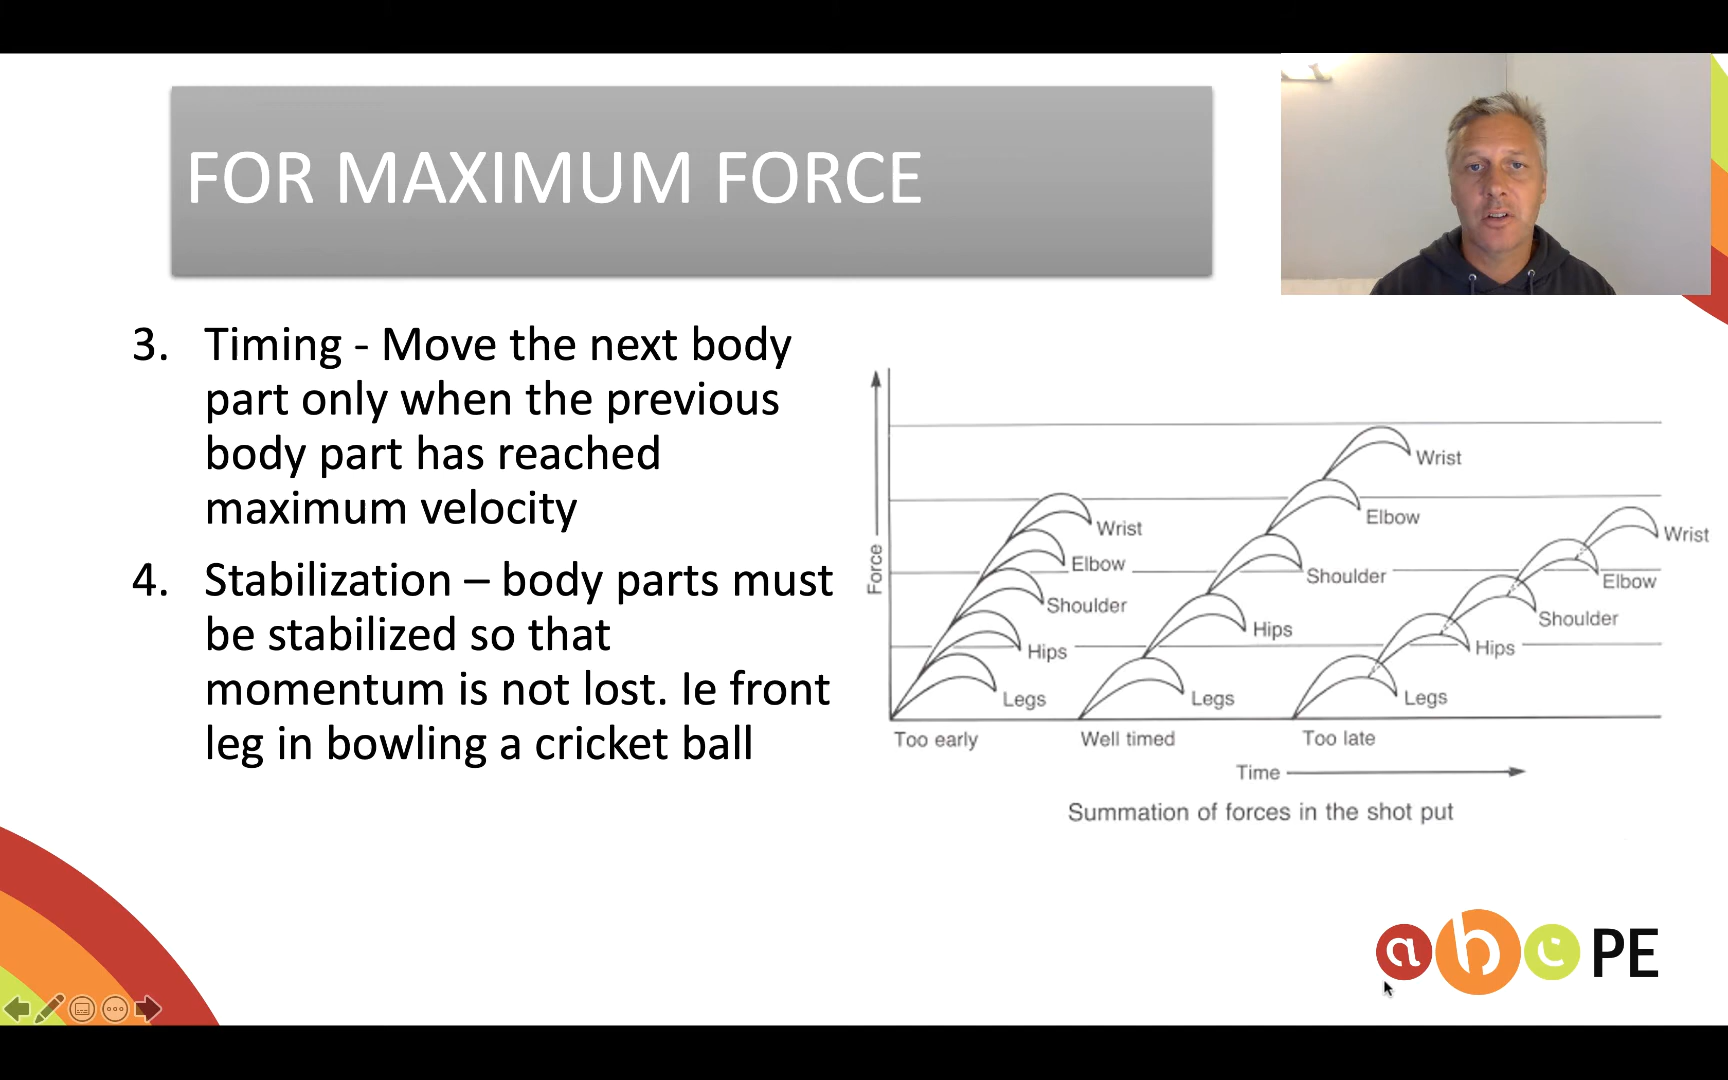 FOR MAXIMUM FORCE
3. Timing - Move the next body
part only when the previous
body part has reached
maximum velocity
4. Stabilization – body parts must
be stabilized so that
momentum is not lost. Ie front
leg in bowling a cricket ball
Force
Wrist
Elbow
Shoulder
Hips
Legs
Too early
Wrist
Elbow
Shoulder
Hips
Legs
Well timed
Wrist
Elbow
Shoulder
Hips
Legs
Too late
Time
Summation of forces in the shot put
abc PE